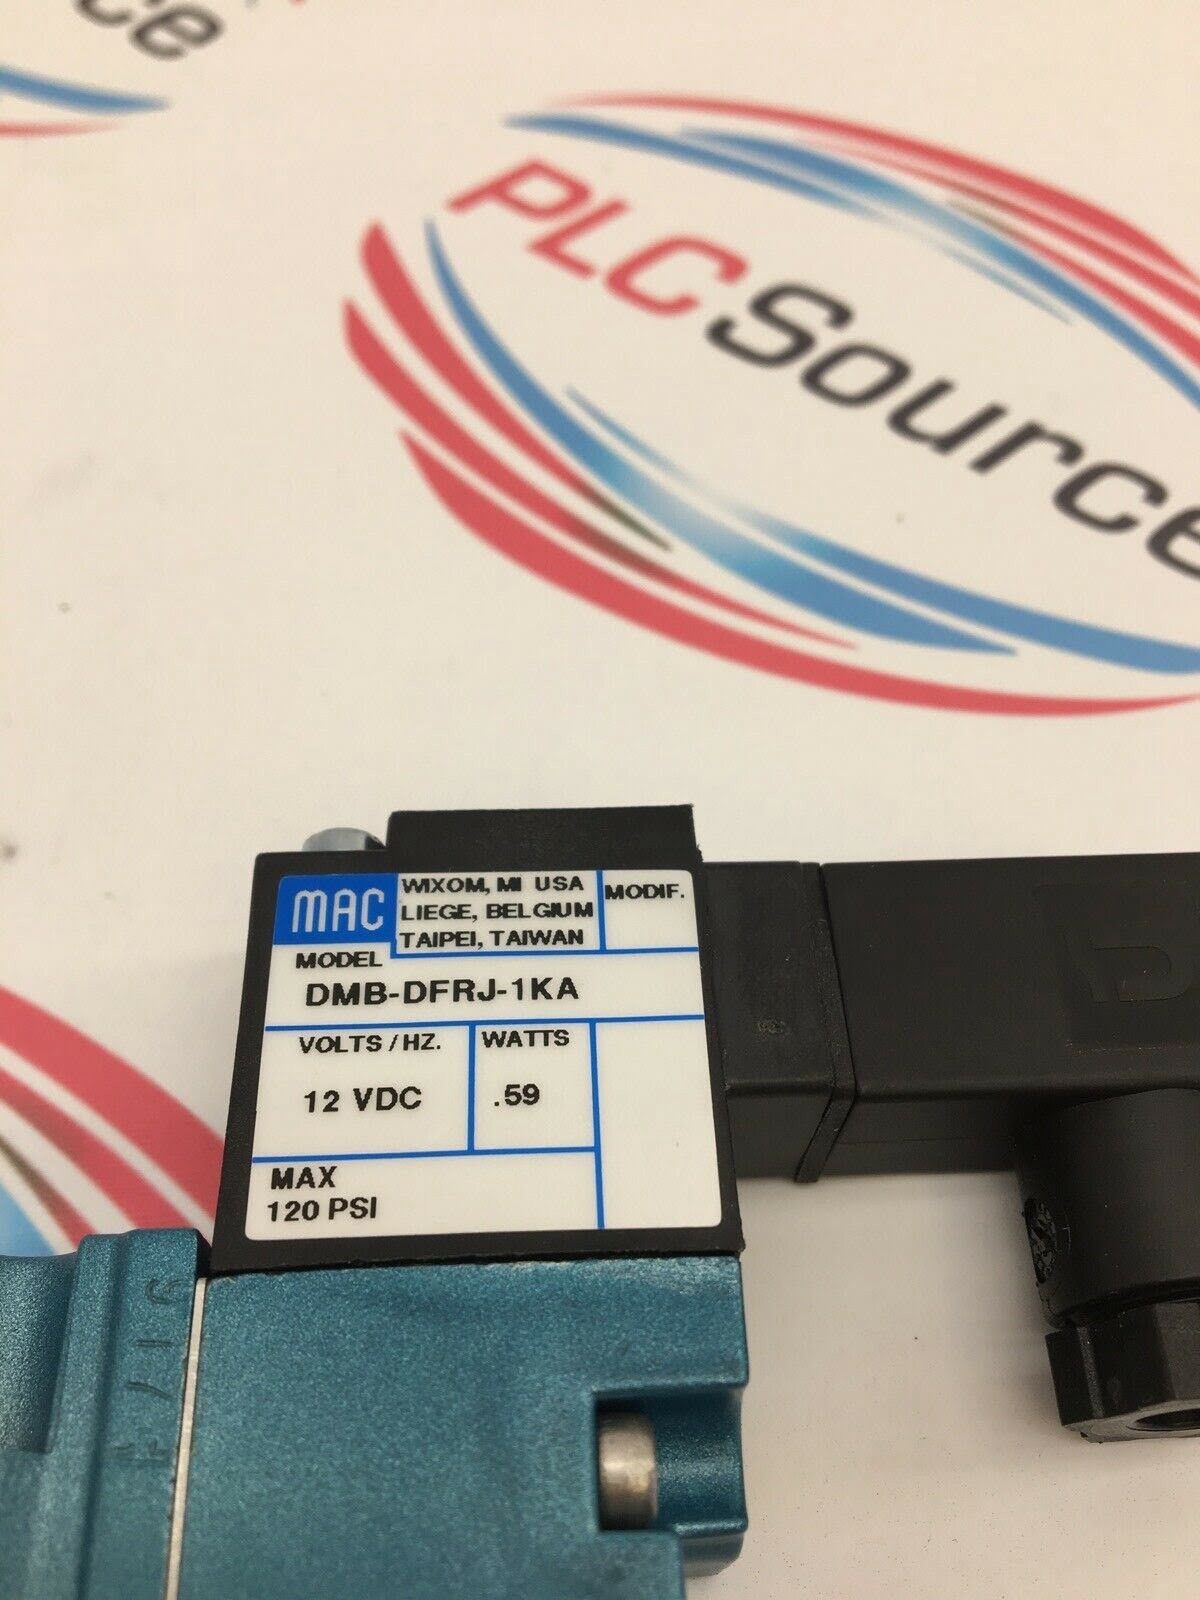 ce
PLC Source
MAC
WIXOM, MI USA
LIEGE, BELGIUM
TAIPEI, TAIWAN
MODIF.
MODEL
DMB-DFRJ-1KA
VOLTS / HZ.
12 VDC
WATTS
.59
MAX
120 PSI